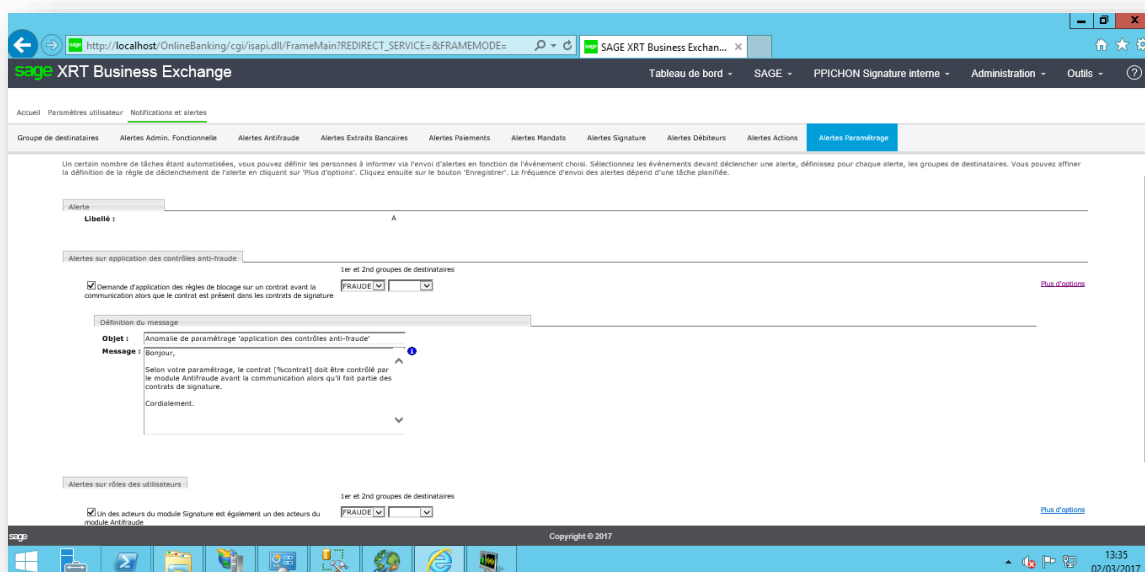 http://localhost/OnlineBanking/cgi/isapi.dll/FrameMain?REDIRECT_SERVICE=&FRAMEMODE=
SAGE XRT Business Exchan...
sage XRT Business Exchange
Tableau de bord
SAGE
PPICHON Signature interne
Administration
Outils
Accueil Paramètres utilisateur Notifications et alertes
Groupe de destinataires Alertes Admin. Fonctionnelle Alertes Antifraude Alertes Extraits Bancaires Alertes Paiements Alertes Mandats Alertes Signature Alertes Débiteurs Alertes Actions Alertes Paramétrage
Un certain nombre de tâches étant automatisées, vous pouvez définir les personnes à informer via l'envoi d'alertes en fonction de l'événement choisi. Sélectionnez les événements devant déclencher une alerte, définissez pour chaque alerte, les groupes de destinataires. Vous pouvez affiner
la définition de la règle de déclenchement de l'alerte en cliquant sur 'Plus d'options'. Cliquez ensuite sur le bouton 'Enregistrer'. La fréquence d'envoi des alertes dépend d'une tâche planifiée.
Alerte
Libellé : A
Alertes sur application des contrôles anti-fraude
1er et 2nd groupes de destinataires
Demande d'application des règles de blocage sur un contrat avant la FRAUDE Plus d'options
communication alors que le contrat est présent dans les contrats de signature
Définition du message
Objet : Anomalie de paramétrage 'application des contrôles anti-fraude'
Message : Bonjour,
Selon votre paramétrage, le contrat [%contrat] doit être contrôlé par
le module Antifraude avant la communication alors qu'il fait partie des
contrats de signature.
Cordialement.
Alertes sur rôles des utilisateurs
1er et 2nd groupes de destinataires
Un des acteurs du module Signature est également un des acteurs du FRAUDE Plus d'options
module Antifraude
sage Copyright © 2017
13:35
02/03/2017